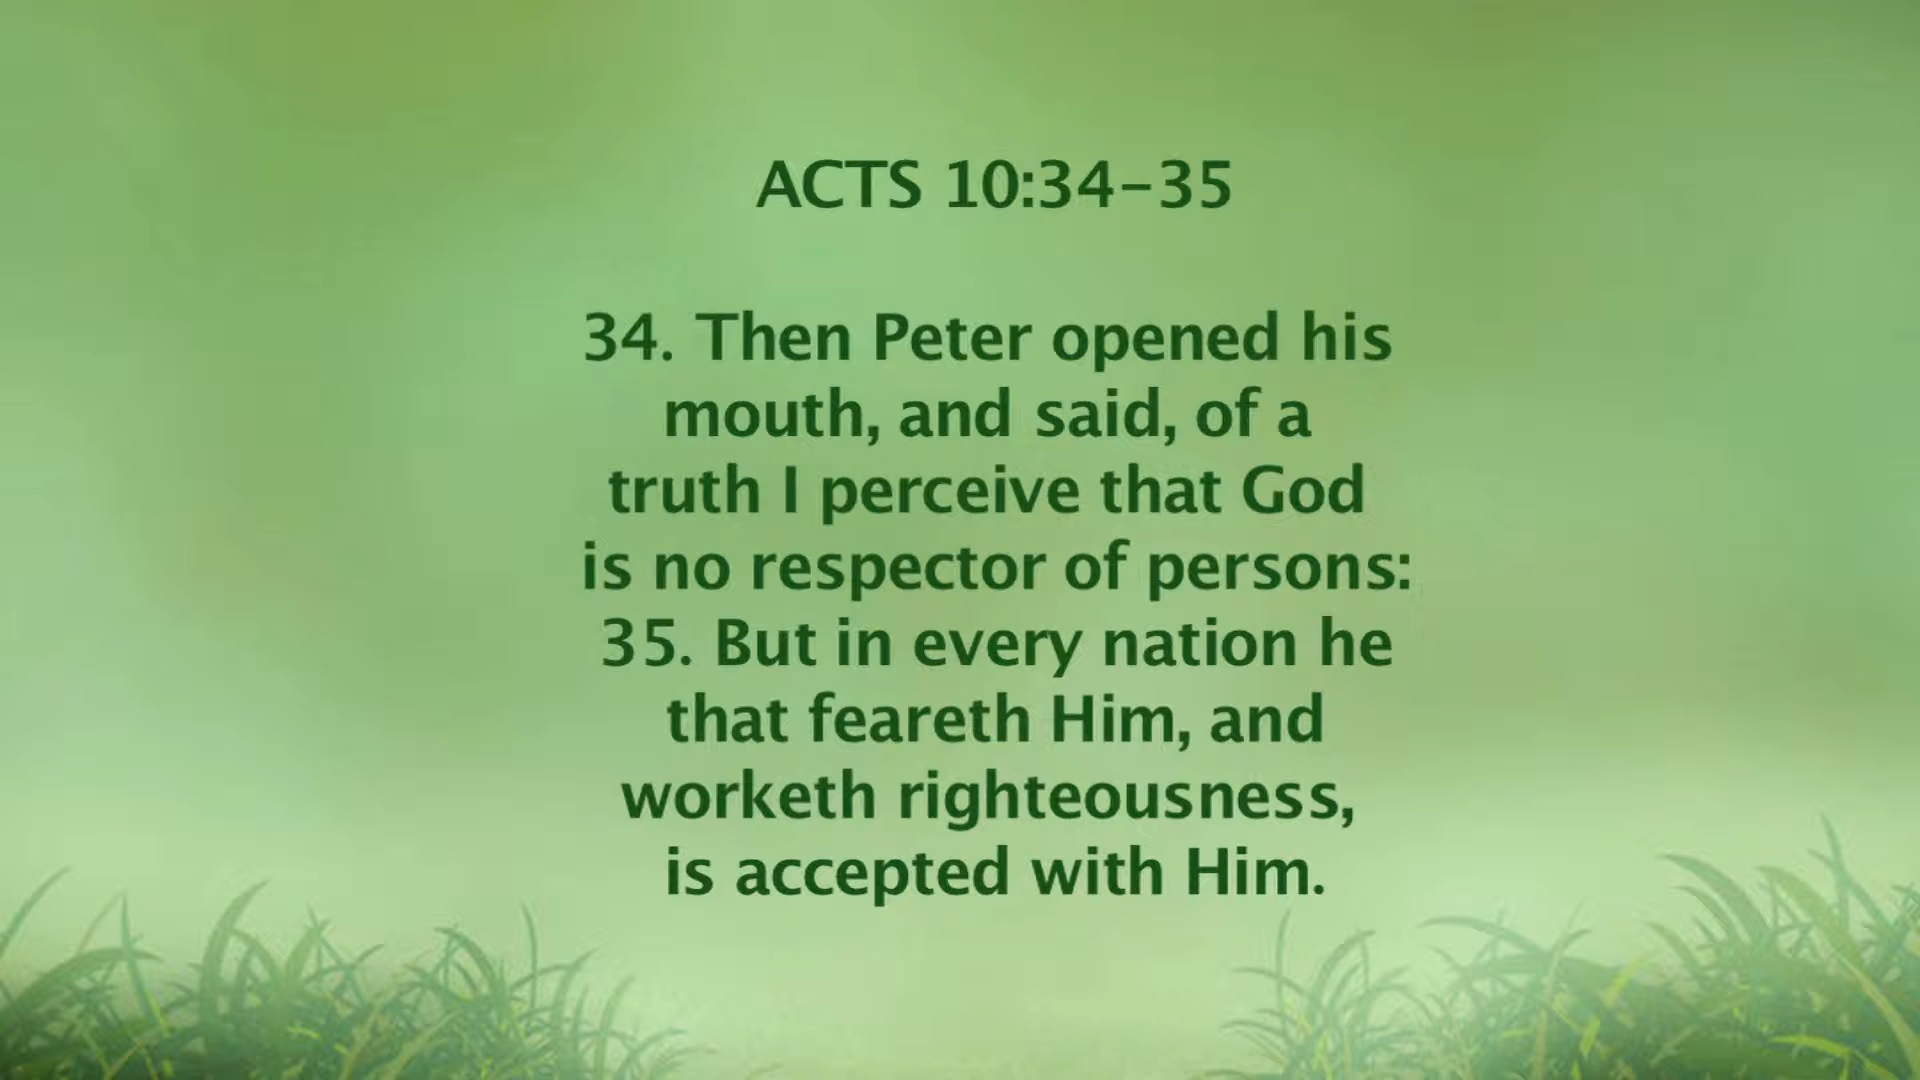 ACTS 10:34-35
34. Then Peter opened his
mouth, and said, of a
truth I perceive that God
is no respector of persons:
35. But in every nation he
that feareth Him, and
worketh righteousness,
is accepted with Him.